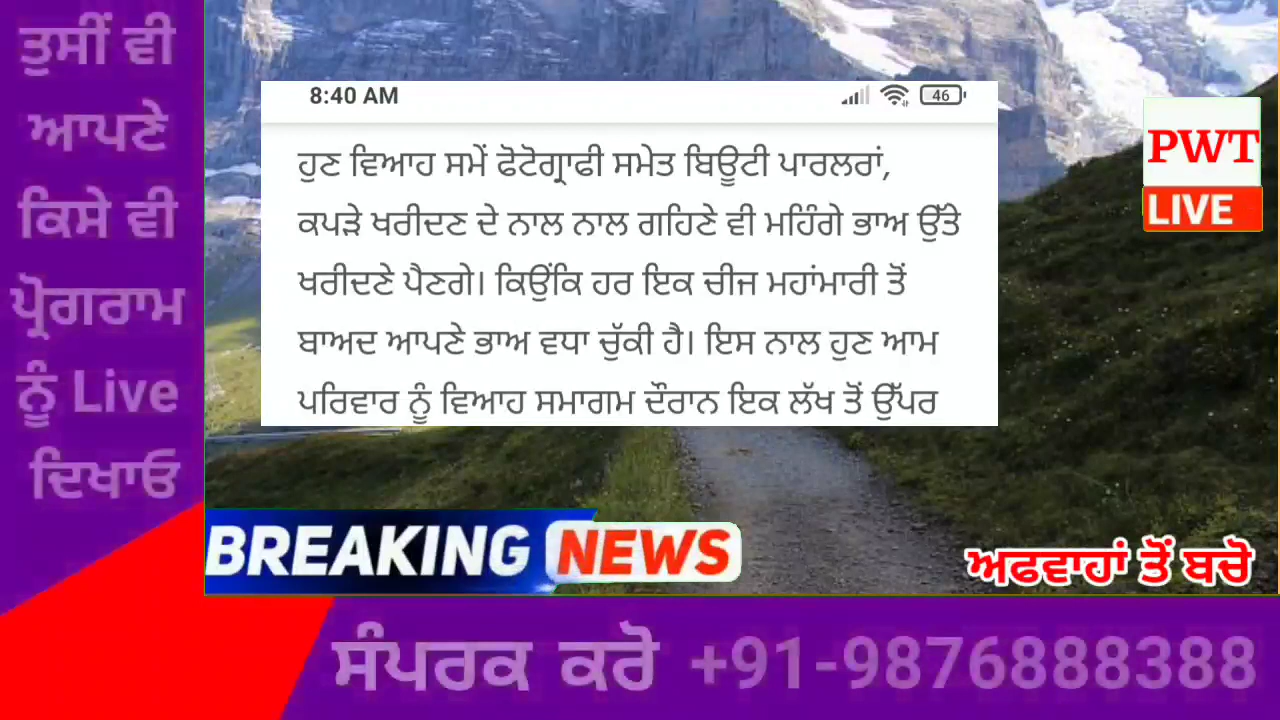 ਤੁਸੀਂ ਵੀ
ਆਪਣੇ
ਕਿਸੇ ਵੀ
ਪ੍ਰੋਗਰਾਮ
ਨੂੰ Live
ਦਿਖਾਓ
8:40 AM
46
ਹੁਣ ਵਿਆਹ ਸਮੇਂ ਫੋਟੋਗ੍ਰਾਫੀ ਸਮੇਤ ਬਿਊਟੀ ਪਾਰਲਰਾਂ,
ਕਪੜੇ ਖਰੀਦਣ ਦੇ ਨਾਲ ਨਾਲ ਗਹਿਣੇ ਵੀ ਮਹਿੰਗੇ ਭਾਅ ਉੱਤੇ
ਖਰੀਦਣੇ ਪੈਣਗੇ। ਕਿਉਂਕਿ ਹਰ ਇਕ ਚੀਜ ਮਹਾਂਮਾਰੀ ਤੋਂ
ਬਾਅਦ ਆਪਣੇ ਭਾਅ ਵਧਾ ਚੁੱਕੀ ਹੈ। ਇਸ ਨਾਲ ਹੁਣ ਆਮ
ਪਰਿਵਾਰ ਨੂੰ ਵਿਆਹ ਸਮਾਗਮ ਦੌਰਾਨ ਇਕ ਲੱਖ ਤੋਂ ਉੱਪਰ
PWT
LIVE
BREAKING NEWS
ਅਫਵਾਹਾਂ ਤੋਂ ਬਚੋ
ਸੰਪਰਕ ਕਰੋ +91-9876888388